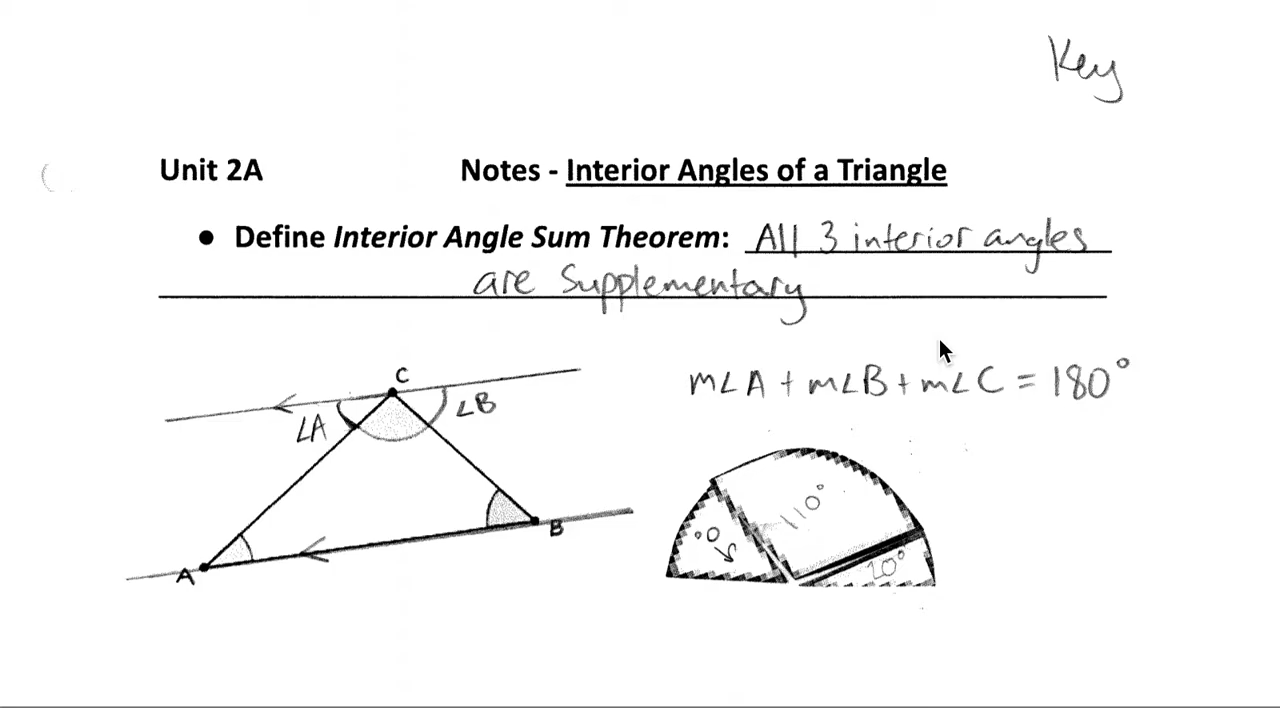 Key
Unit 2A Notes - Interior Angles of a Triangle
• Define Interior Angle Sum Theorem: All 3 interior angles
are Supplementary
C
∠A
∠B
A
B
m∠A + m∠B + m∠C = 180°
110°
20°